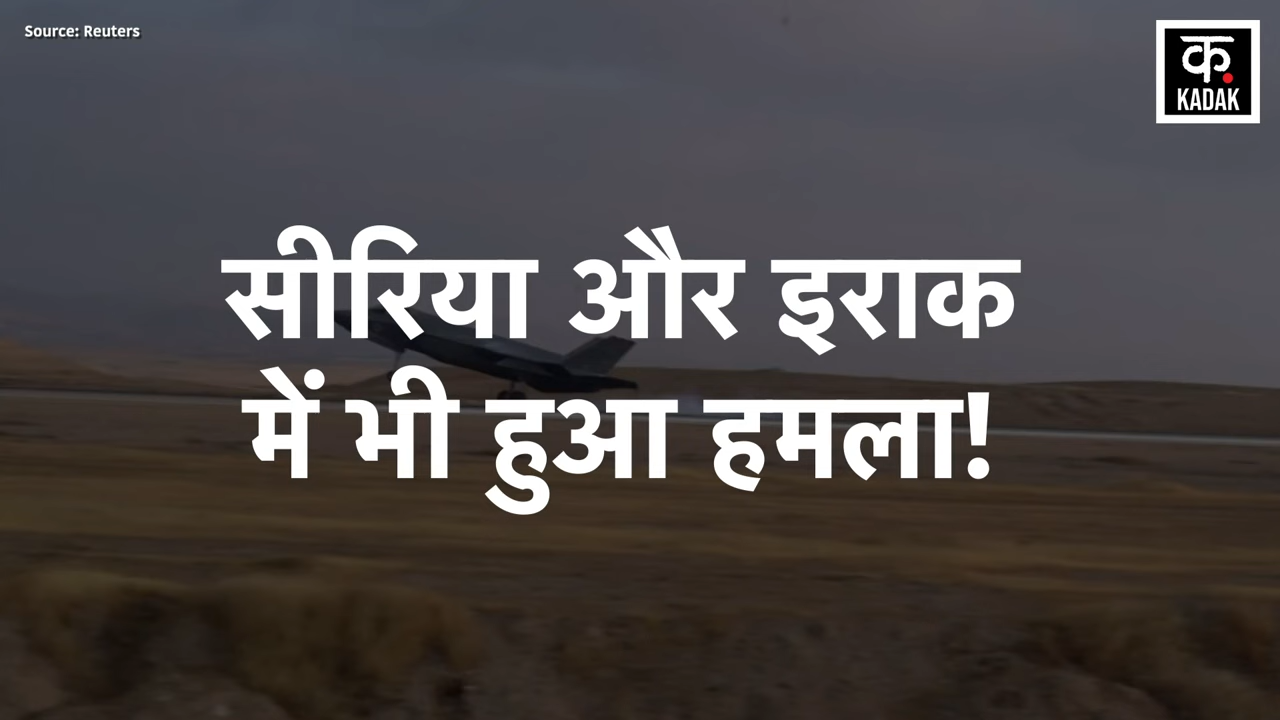 Source: Reuters
क.
KADAK
सीरिया और इराक
में भी हुआ हमला!